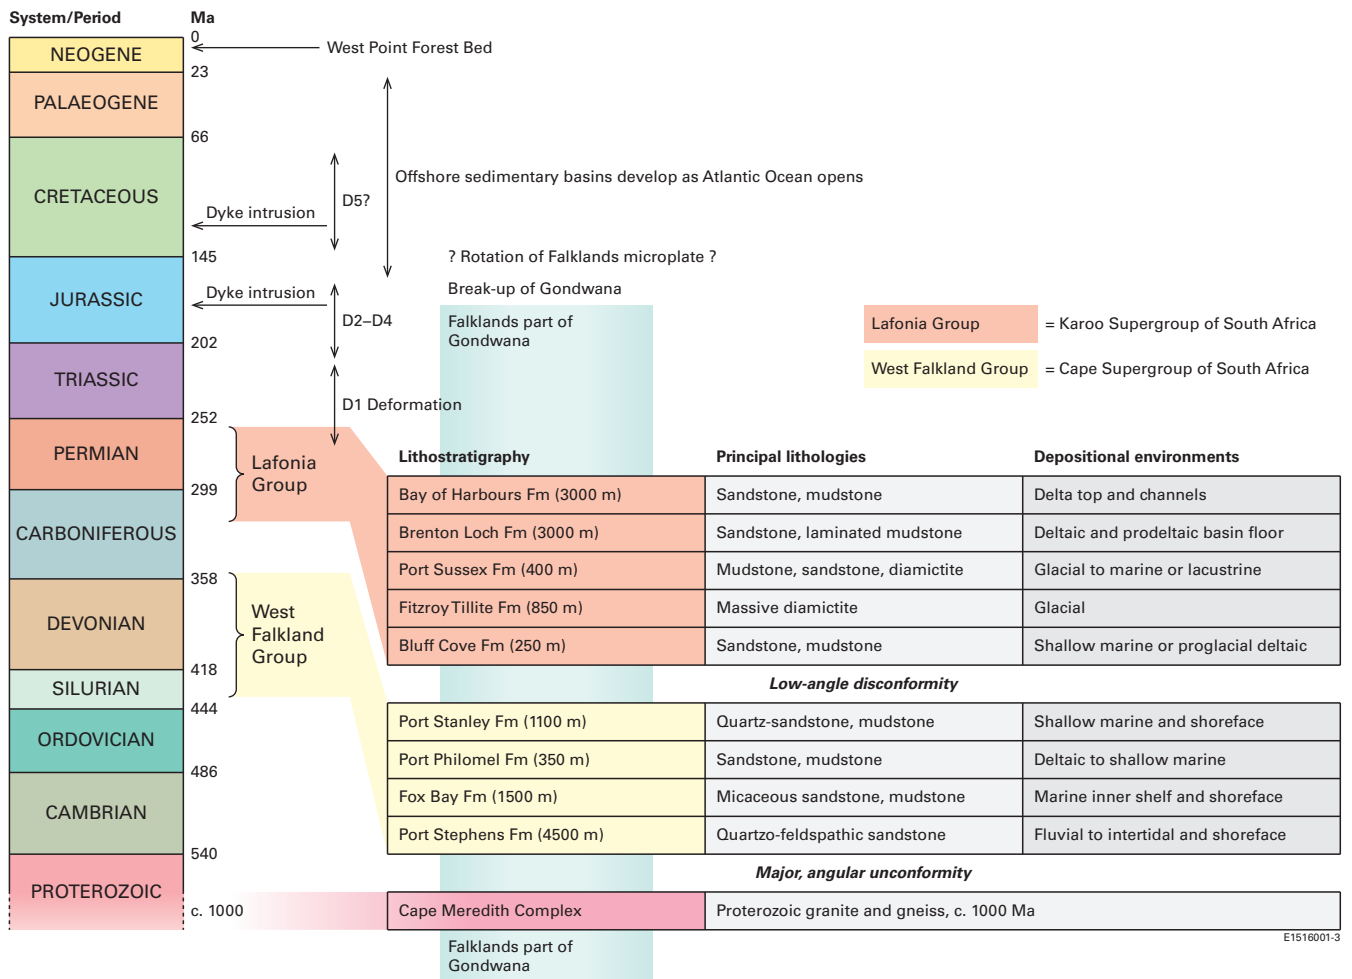 System/Period
Ma
0
NEOGENE
West Point Forest Bed
23
PALAEOGENE
66
CRETACEOUS
Offshore sedimentary basins develop as Atlantic Ocean opens
D5?
Dyke intrusion
145
? Rotation of Falklands microplate ?
JURASSIC
Dyke intrusion
Break-up of Gondwana
D2–D4
Falklands part of
Gondwana
Lafonia Group
= Karoo Supergroup of South Africa
202
West Falkland Group
= Cape Supergroup of South Africa
TRIASSIC
D1 Deformation
252
PERMIAN
Lafonia
Group
299
CARBONIFEROUS
358
DEVONIAN
West
Falkland
Group
418
SILURIAN
444
ORDOVICIAN
486
CAMBRIAN
540
PROTEROZOIC
c. 1000
Lithostratigraphy
Principal lithologies
Depositional environments
Bay of Harbours Fm (3000 m)
Sandstone, mudstone
Delta top and channels
Brenton Loch Fm (3000 m)
Sandstone, laminated mudstone
Deltaic and prodeltaic basin floor
Port Sussex Fm (400 m)
Mudstone, sandstone, diamictite
Glacial to marine or lacustrine
Fitzroy Tillite Fm (850 m)
Massive diamictite
Glacial
Bluff Cove Fm (250 m)
Sandstone, mudstone
Shallow marine or proglacial deltaic
Low-angle disconformity
Port Stanley Fm (1100 m)
Quartz-sandstone, mudstone
Shallow marine and shoreface
Port Philomel Fm (350 m)
Sandstone, mudstone
Deltaic to shallow marine
Fox Bay Fm (1500 m)
Micaceous sandstone, mudstone
Marine inner shelf and shoreface
Port Stephens Fm (4500 m)
Quartzo-feldspathic sandstone
Fluvial to intertidal and shoreface
Major, angular unconformity
Cape Meredith Complex
Proterozoic granite and gneiss, c. 1000 Ma
E1516001-3
Falklands part of
Gondwana